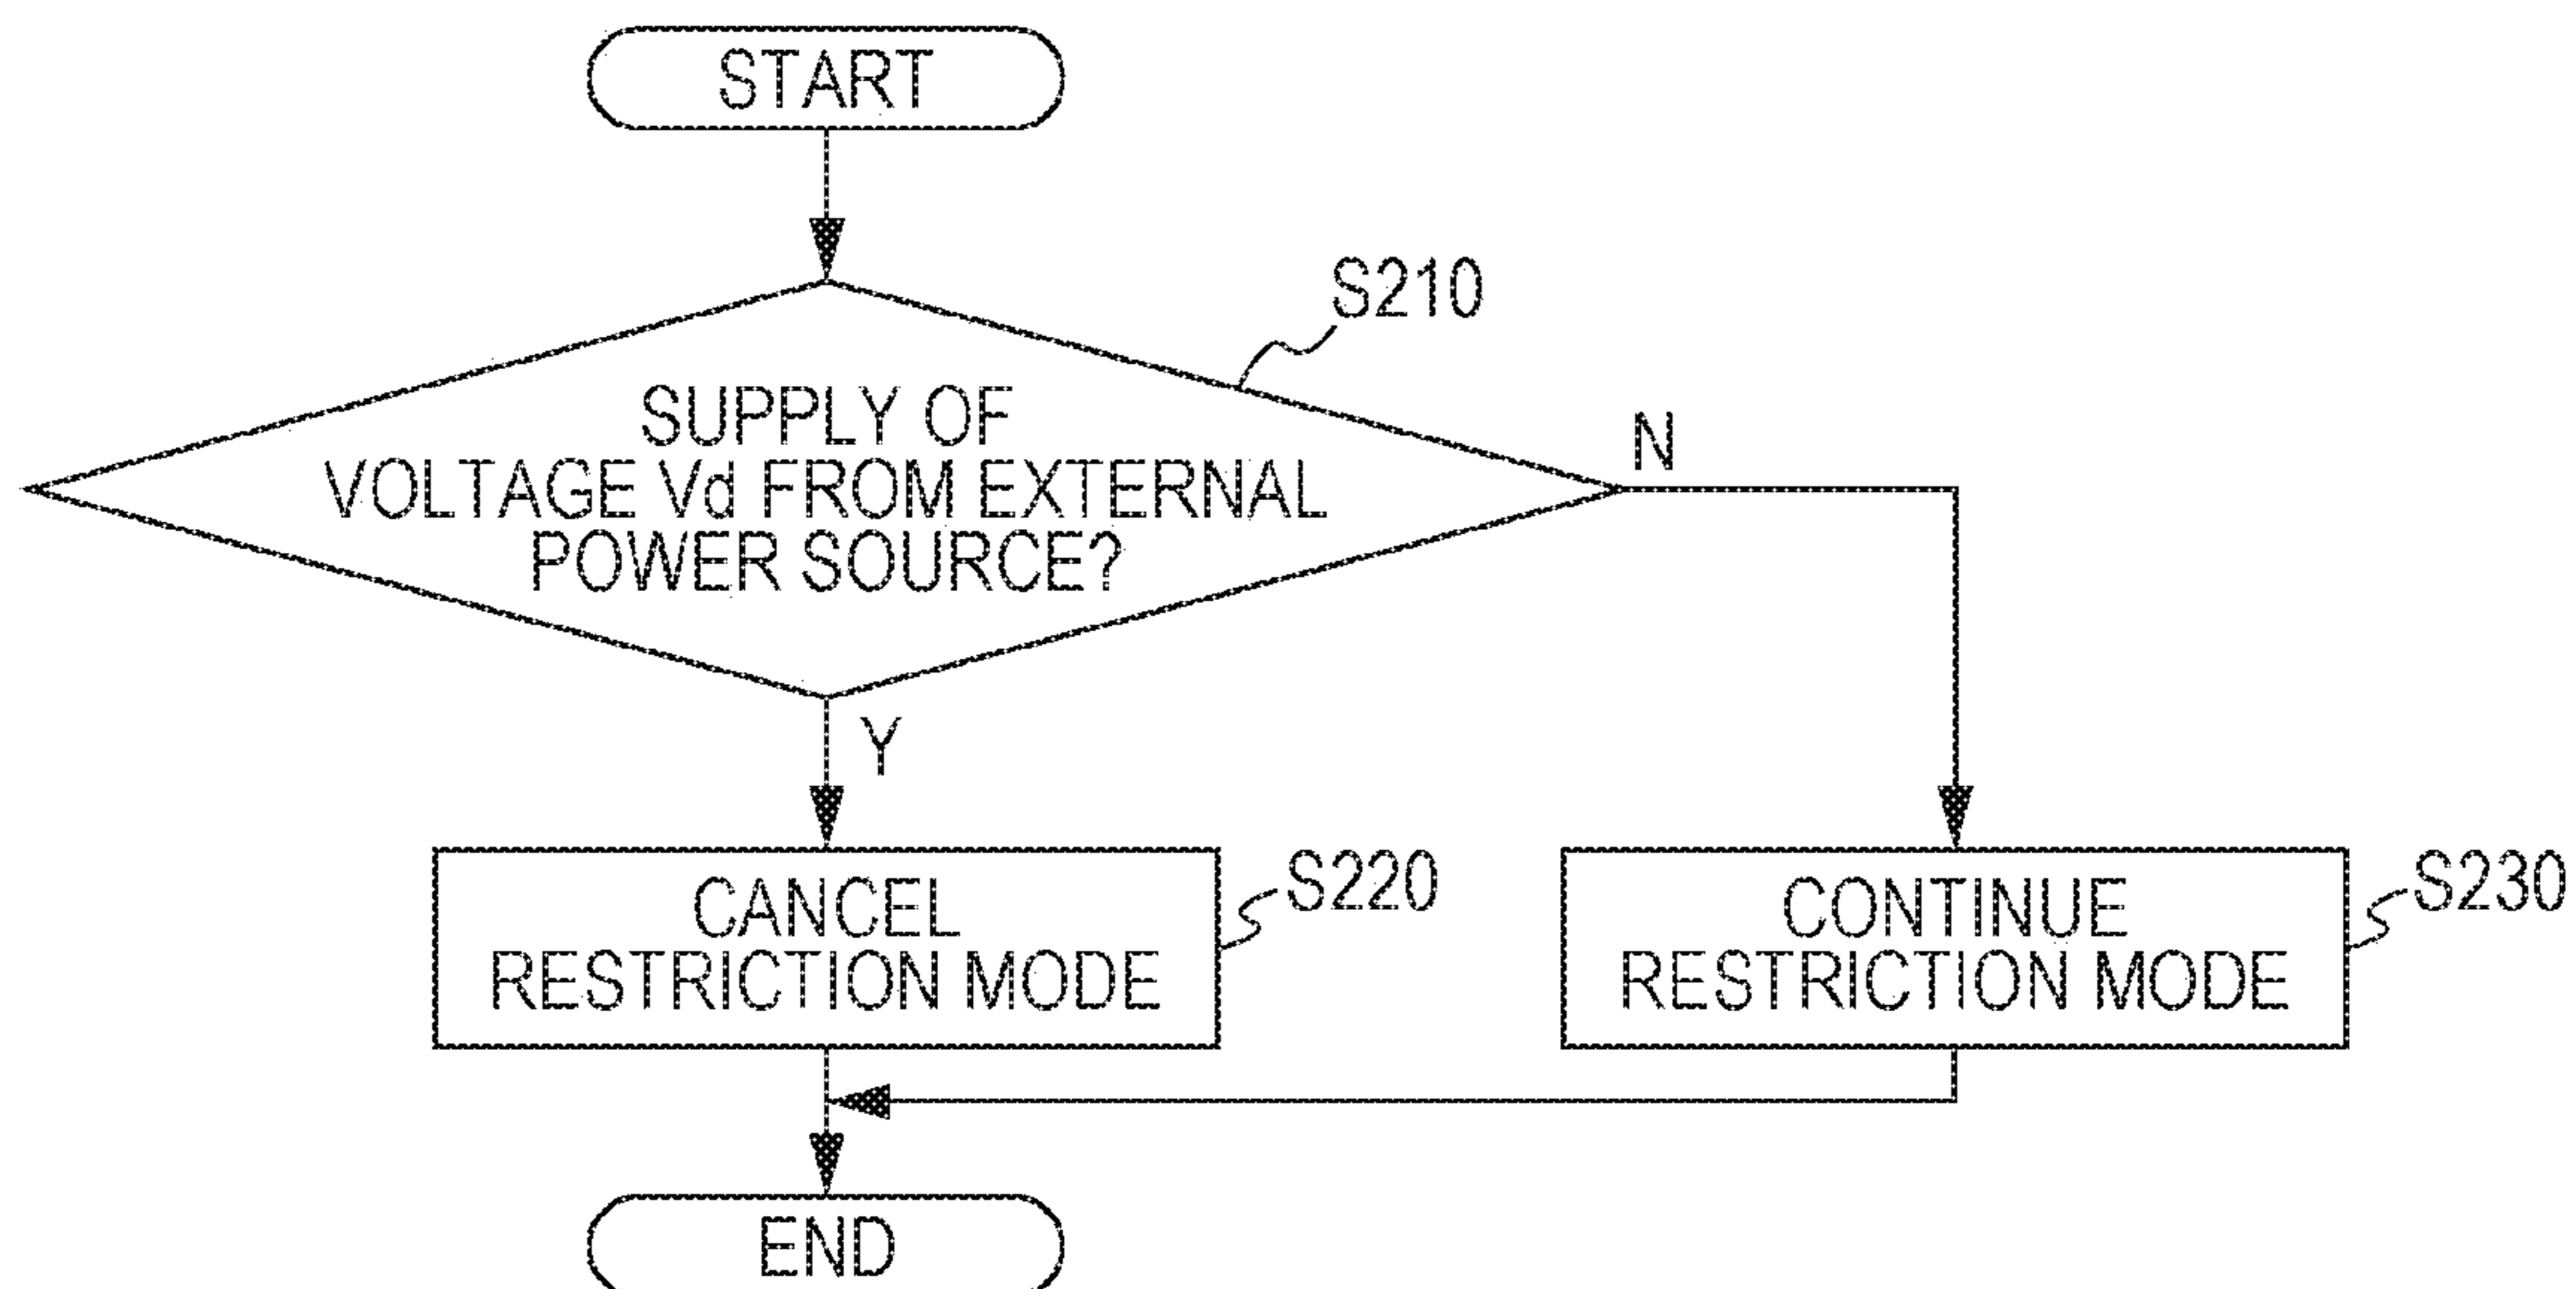 START
S210
SUPPLY OF
VOLTAGE Vd FROM EXTERNAL
POWER SOURCE?
N
Y
CANCEL
RESTRICTION MODE
S220
CONTINUE
RESTRICTION MODE
S230
END